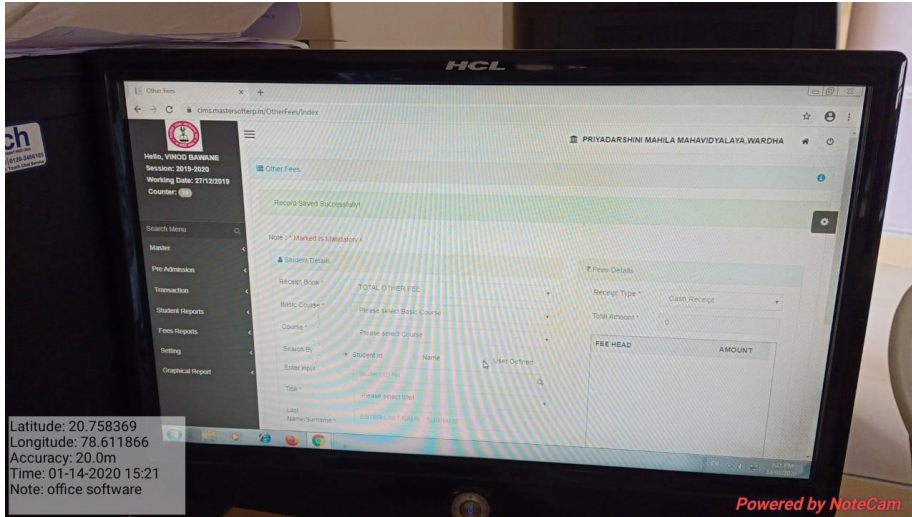 HCL
Other Fees
cims.mastersofterp.in/OtherFees/Index
PRIYADARSHINI MAHILA MAHAVIDYALAYA,WARDHA
Hello, VINOD BAWANE
Session: 2019-2020
Working Date: 27/12/2019
Counter:
Other Fees
Record Saved Successfully!
Search Menu
Note : * Marked Is Mandatory !
Master
Student Details
Fees Details
Pre Admission
Receipt Book *
TOTAL OTHER FEE
Receipt Type *
Cash Receipt
Transaction
Basic Course *
Please select Basic Course
Total Amount *
0
Student Reports
Course *
Please select Course
FEE HEAD
AMOUNT
Fees Reports
Search By
Student Id
Name
User Defined
Setting
Enter Input
Graphical Report
Title *
Please select title
Last
Name/Surname *
ENTER LAST NAME
ch
Latitude: 20.758369
Longitude: 78.611866
Accuracy: 20.0m
Time: 01-14-2020 15:21
Note: office software
Powered by NoteCam